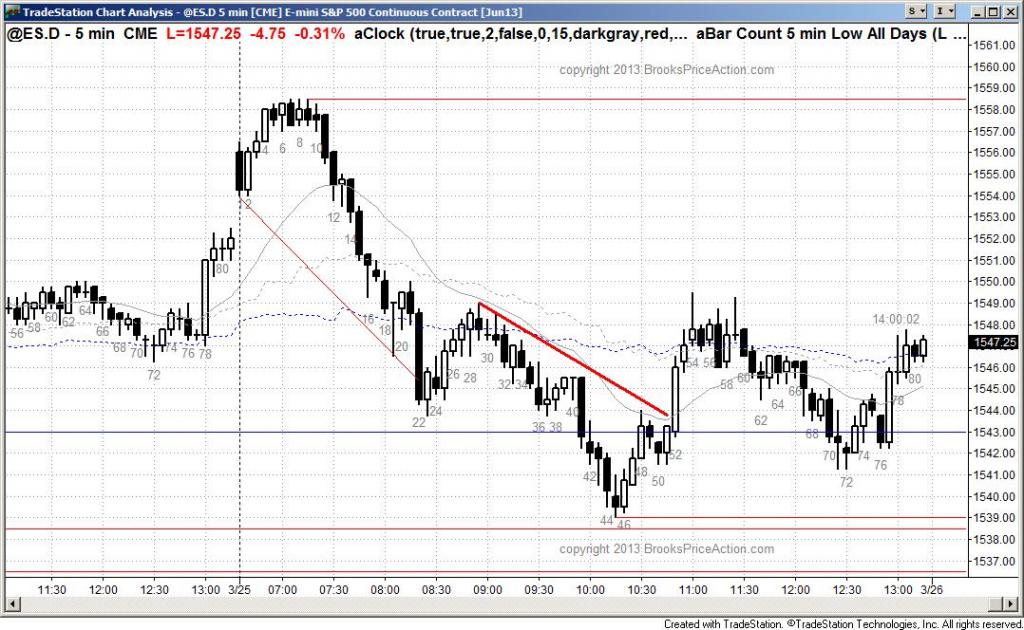 TradeStation Chart Analysis - @ES.D 5 min [CME] E-mini S&P 500 Continuous Contract [Jun13]
S I
@ES.D - 5 min CME L=1547.25 -4.75 -0.31% aClock (true,true,2,false,0,15,darkgray,red,... aBar Count 5 min Low All Days (L ...
copyright 2013 BrooksPriceAction.com
1561.00
1560.00
1559.00
1558.00
1557.00
1556.00
1555.00
1554.00
1553.00
1552.00
1551.00
1550.00
1549.00
1548.00
1547.25
1546.00
1545.00
1544.00
1543.00
1542.00
1541.00
1540.00
1539.00
1538.00
1537.00
14:00:02
56 58 60 62 64 66 68 70 72 74 76 78 80
2 4 6 8 10 12 14 16 18 20 22 24 26 28 30 32 34 36 38 40 42 44 46 48 50 52 54 56 58 60 62 64 66 68 70 72 74 76 78 80
copyright 2013 BrooksPriceAction.com
11:30 12:00 12:30 13:00 3/25 07:00 07:30 08:00 08:30 09:00 09:30 10:00 10:30 11:00 11:30 12:00 12:30 13:00 3/26
Created with TradeStation. ©TradeStation Technologies, Inc. All rights reserved.